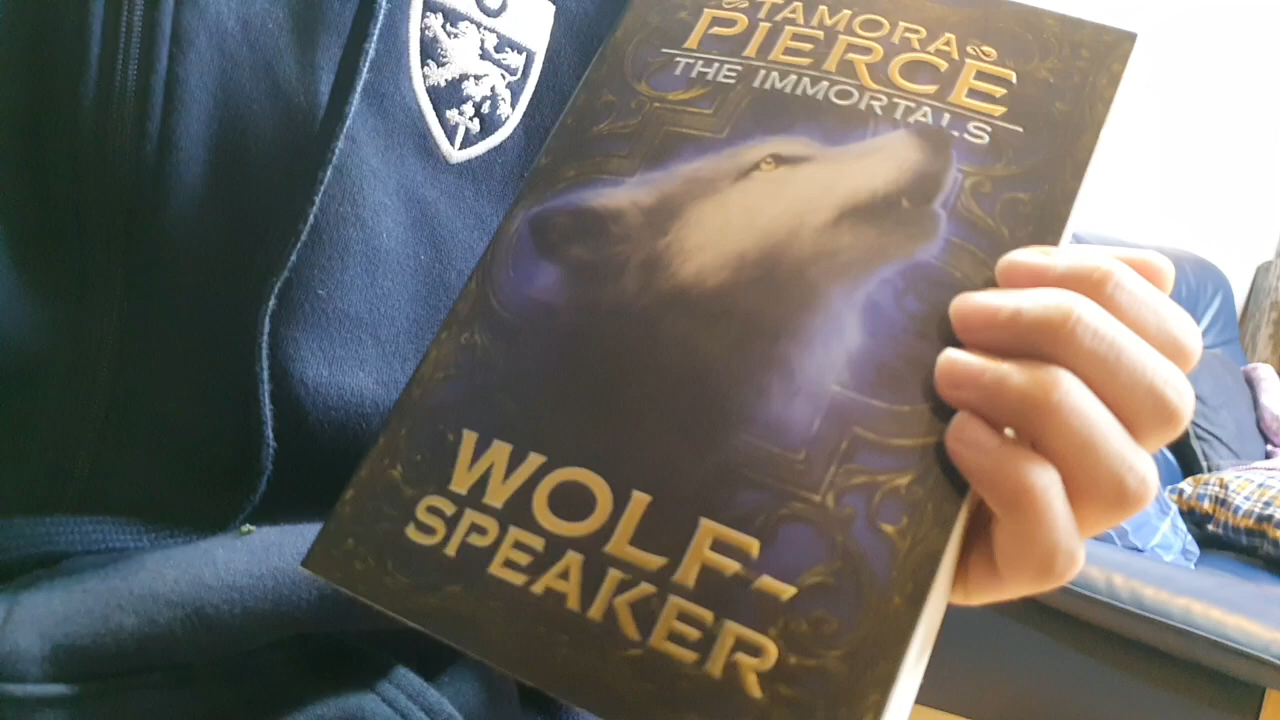 TAMORA
PIERCE
THE IMMORTALS
WOLF-
SPEAKER